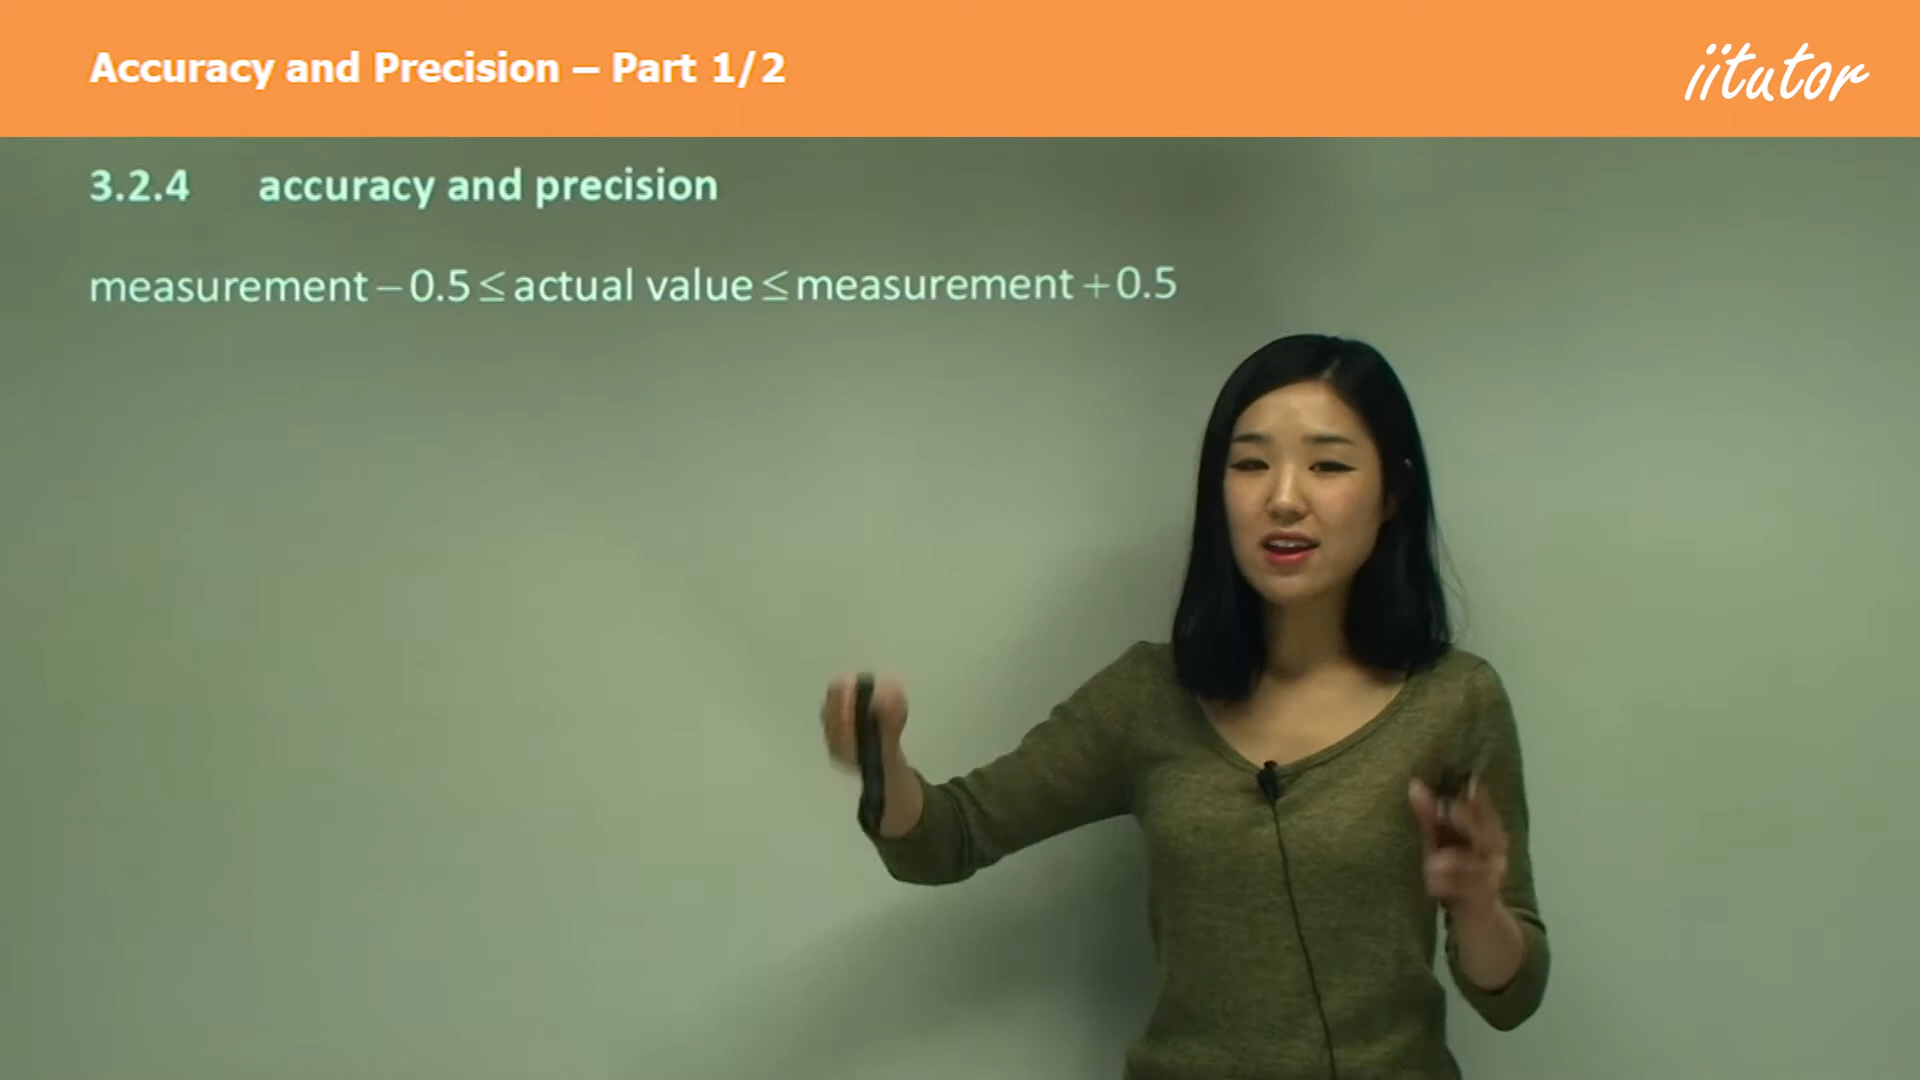 Accuracy and Precision – Part 1/2
iitutor
3.2.4 accuracy and precision
measurement – 0.5 ≤ actual value ≤ measurement + 0.5